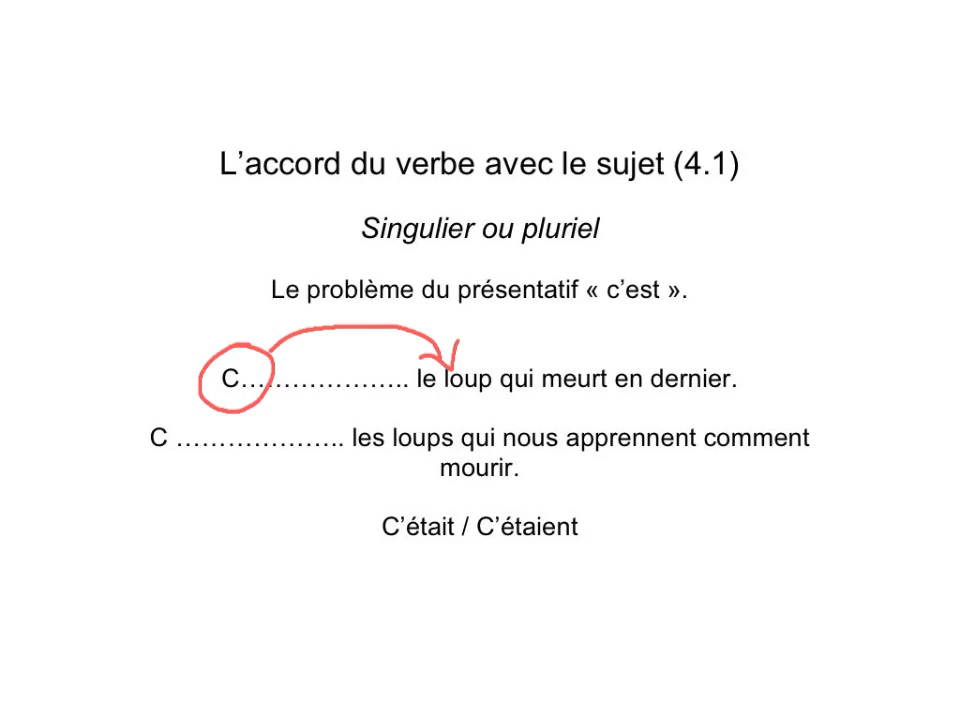 L’accord du verbe avec le sujet (4.1)
Singulier ou pluriel
Le problème du présentatif « c’est ».
C……………….. le loup qui meurt en dernier.
C ……………….. les loups qui nous apprennent comment
mourir.
C’était / C’étaient